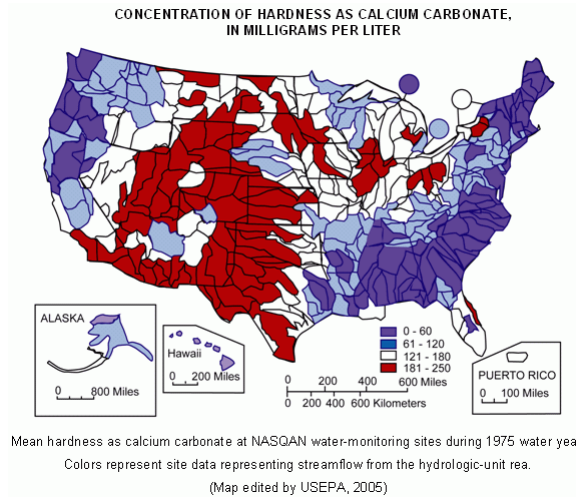 CONCENTRATION OF HARDNESS AS CALCIUM CARBONATE,
IN MILLIGRAMS PER LITER
ALASKA
0 800 Miles
Hawaii
0 200 Miles
0 - 60
61 - 120
121 - 180
181 - 250
0 200 400 600 Miles
0 200 400 600 Kilometers
PUERTO RICO
0 100 Miles
Mean hardness as calcium carbonate at NASQAN water-monitoring sites during 1975 water yea
Colors represent site data representing streamflow from the hydrologic-unit rea.
(Map edited by USEPA, 2005)